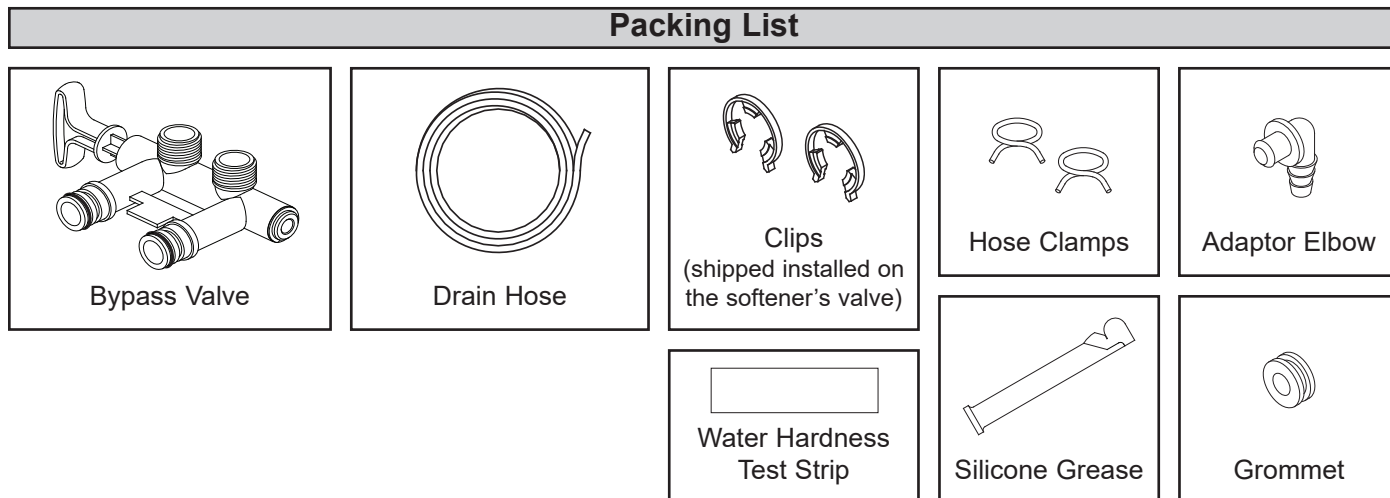 Packing List
Bypass Valve
Drain Hose
Clips
(shipped installed on
the softener’s valve)
Hose Clamps
Adaptor Elbow
Water Hardness
Test Strip
Silicone Grease
Grommet